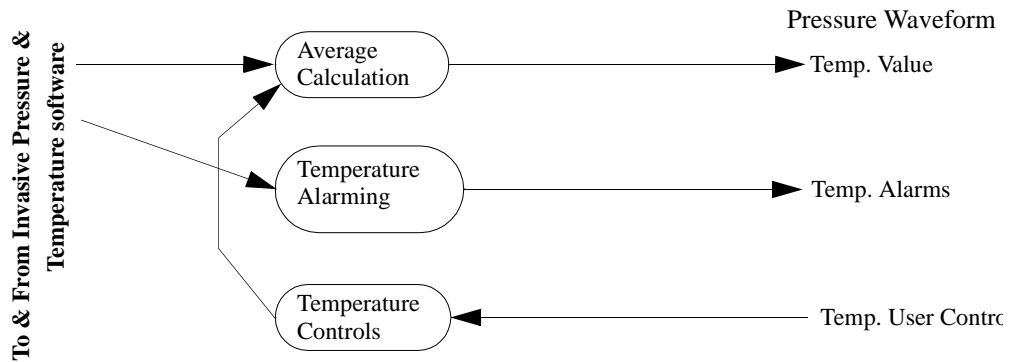 To & From Invasive Pressure &
Temperature software
Pressure Waveform
Average
Calculation
Temp. Value
Temperature
Alarming
Temp. Alarms
Temperature
Controls
Temp. User Contro